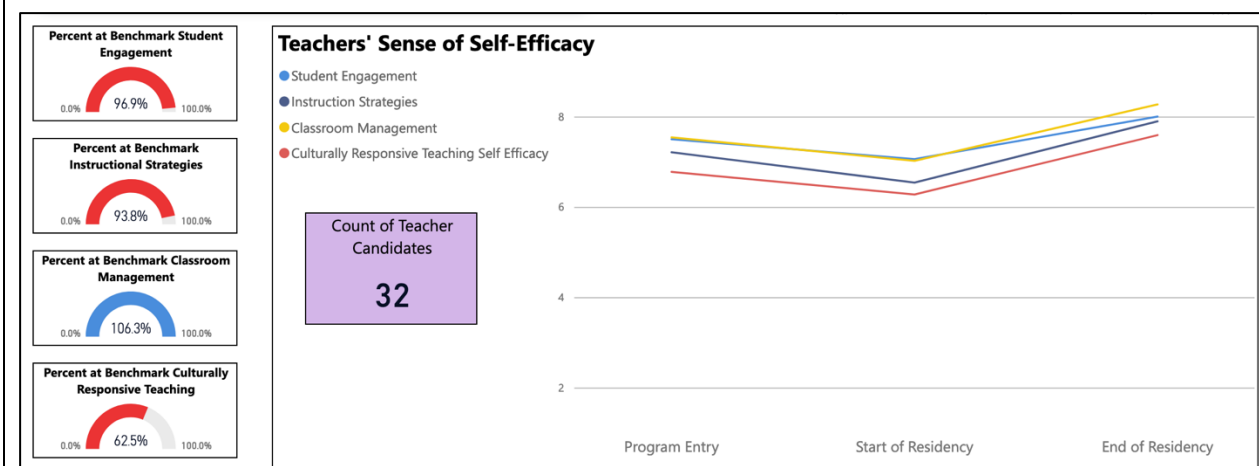 Percent at Benchmark Student
Engagement
96.9%
0.0%
100.0%
Percent at Benchmark
Instructional Strategies
93.8%
0.0%
100.0%
Percent at Benchmark Classroom
Management
106.3%
0.0%
100.0%
Percent at Benchmark Culturally
Responsive Teaching
62.5%
0.0%
100.0%
Teachers' Sense of Self-Efficacy
Student Engagement
Instruction Strategies
Classroom Management
Culturally Responsive Teaching Self Efficacy
Count of Teacher
Candidates
32
8
6
4
2
Program Entry
Start of Residency
End of Residency